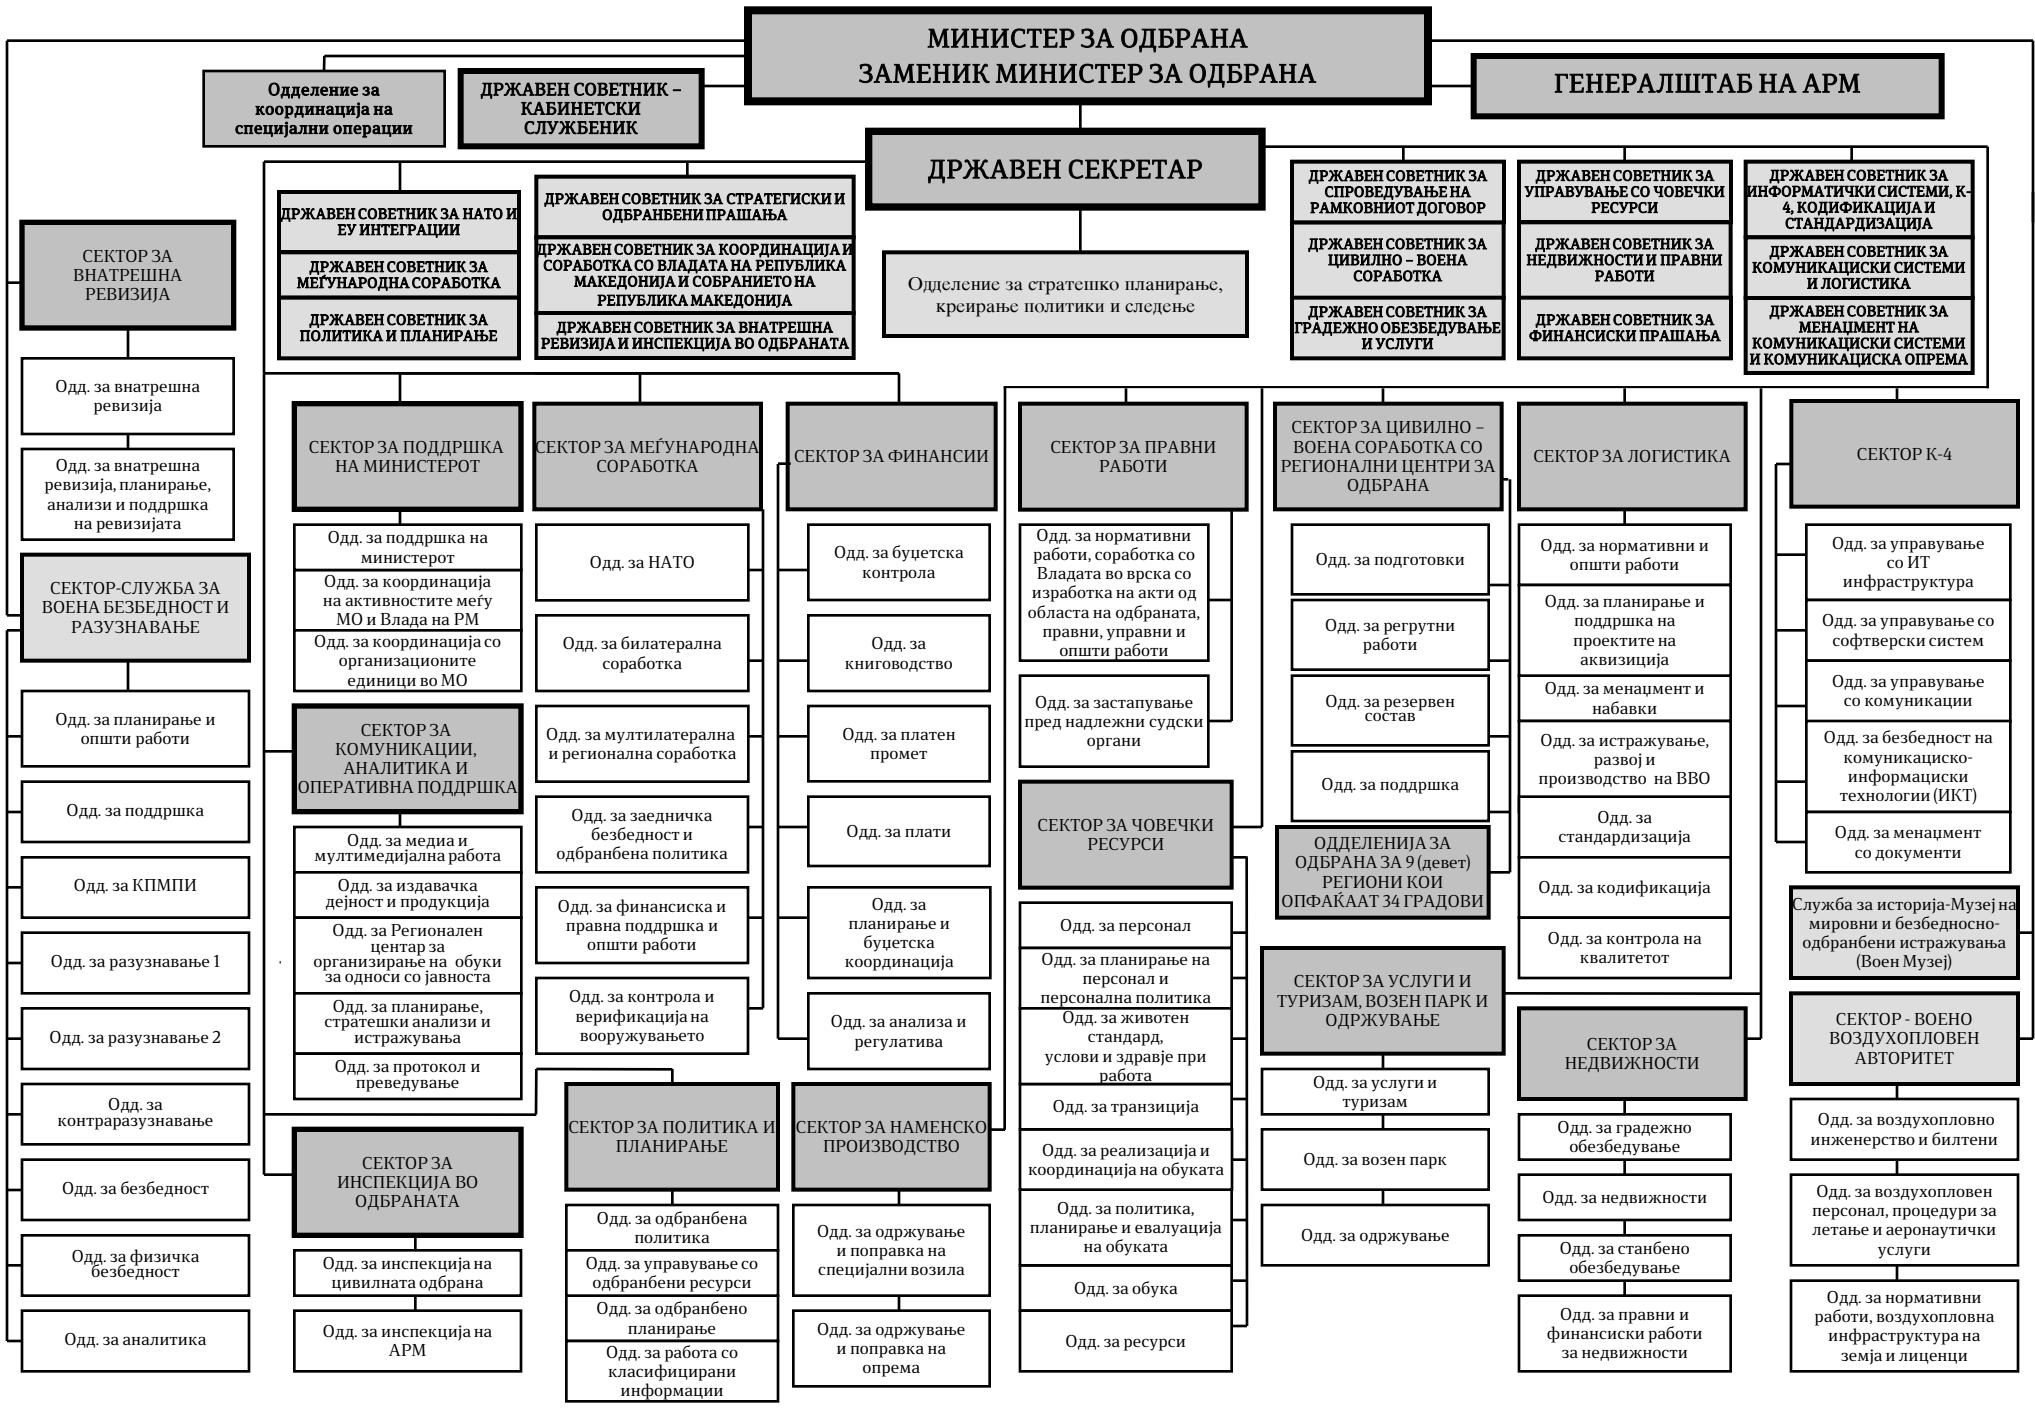 МИНИСТЕР ЗА ОДБРАНА
ЗАМЕНИК МИНИСТЕР ЗА ОДБРАНА
Одделение за
координација на
специјални операции
ДРЖАВЕН СОВЕТНИК –
КАБИНЕТСКИ
СЛУЖБЕНИК
ГЕНЕРАЛШТАБ НА АРМ
ДРЖАВЕН СЕКРЕТАР
ДРЖАВЕН СОВЕТНИК ЗА НАТО И
ЕУ ИНТЕГРАЦИИ
ДРЖАВЕН СОВЕТНИК ЗА
МЕЃУНАРОДНА СОРАБОТКА
ДРЖАВЕН СОВЕТНИК ЗА
ПОЛИТИКА И ПЛАНИРАЊЕ
ДРЖАВЕН СОВЕТНИК ЗА СТРАТЕГИСКИ И
ОДБРАНБЕНИ ПРАШАЊА
ДРЖАВЕН СОВЕТНИК ЗА КООРДИНАЦИЈА И
СОРАБОТКА СО ВЛАДАТА НА РЕПУБЛИКА
МАКЕДОНИЈА И СОБРАНИЕТО НА
РЕПУБЛИКА МАКЕДОНИЈА
ДРЖАВЕН СОВЕТНИК ЗА ВНАТРЕШНА
РЕВИЗИЈА И ИНСПЕКЦИЈА ВО ОДБРАНАТА
Одделение за стратешко планирање,
креирање политики и следење
ДРЖАВЕН СОВЕТНИК ЗА
СПРОВЕДУВАЊЕ НА
РАМКОВНИОТ ДОГОВОР
ДРЖАВЕН СОВЕТНИК ЗА
ЦИВИЛНО – ВОЕНА
СОРАБОТКА
ДРЖАВЕН СОВЕТНИК ЗА
ГРАДЕЖНО ОБЕЗБЕДУВАЊЕ
И УСЛУГИ
ДРЖАВЕН СОВЕТНИК ЗА
УПРАВУВАЊЕ СО ЧОВЕЧКИ
РЕСУРСИ
ДРЖАВЕН СОВЕТНИК ЗА
НЕДВИЖНОСТИ И ПРАВНИ
РАБОТИ
ДРЖАВЕН СОВЕТНИК ЗА
ФИНАНСИСКИ ПРАШАЊА
ДРЖАВЕН СОВЕТНИК ЗА
ИНФОРМАТИЧКИ СИСТЕМИ, К-
4, КОДИФИКАЦИЈА И
СТАНДАРДИЗАЦИЈА
ДРЖАВЕН СОВЕТНИК ЗА
КОМУНИКАЦИСКИ СИСТЕМИ
И ЛОГИСТИКА
ДРЖАВЕН СОВЕТНИК ЗА
МЕНАЏМЕНТ НА
КОМУНИКАЦИСКИ СИСТЕМИ
И КОМУНИКАЦИСКА ОПРЕМА
СЕКТОР ЗА
ВНАТРЕШНА
РЕВИЗИЈА
Одд. за внатрешна
ревизија
Одд. за внатрешна
ревизија, планирање,
анализи и поддршка
на ревизијата
СЕКТОР-СЛУЖБА ЗА
ВОЕНА БЕЗБЕДНОСТ И
РАЗУЗНАВАЊЕ
Одд. за планирање и
општи работи
Одд. за поддршка
Одд. за КПМПИ
Одд. за разузнавање 1
Одд. за разузнавање 2
Одд. за
контраразузнавање
Одд. за безбедност
Одд. за физичка
безбедност
Одд. за аналитика
СЕКТОР ЗА ПОДДРШКА
НА МИНИСТЕРОТ
Одд. за поддршка на
министерот
Одд. за координација
на активностите меѓу
МО и Влада на РМ
Одд. за координација со
организационите
единици во МО
СЕКТОР ЗА
КОМУНИКАЦИИ,
АНАЛИТИКА И
ОПЕРАТИВНА ПОДДРШКА
Одд. за медиа и
мултимедијална работа
Одд. за издавачка
дејност и продукција
Одд. за Регионален
центар за
организирање на обуки
за односи со јавноста
Одд. за планирање,
стратешки анализи и
истражувања
Одд. за протокол и
преведување
СЕКТОР ЗА
ИНСПЕКЦИЈА ВО
ОДБРАНАТА
Одд. за инспекција на
цивилната одбрана
Одд. за инспекција на
АРМ
СЕКТОР ЗА МЕЃУНАРОДНА
СОРАБОТКА
Одд. за НАТО
Одд. за билатерална
соработка
Одд. за мултилатерална
и регионална соработка
Одд. за заедничка
безбедност и
одбранбена политика
Одд. за финансиска и
правна поддршка и
општи работи
Одд. за контрола и
верификација на
вооружувањето
СЕКТОР ЗА ПОЛИТИКА И
ПЛАНИРАЊЕ
Одд. за одбранбена
политика
Одд. за управување со
одбранбени ресурси
Одд. за одбранбено
планирање
Одд. за работа со
класифицирани
информации
СЕКТОР ЗА ФИНАНСИИ
Одд. за буџетска
контрола
Одд. за
книговодство
Одд. за платен
промет
Одд. за плати
Одд. за
планирање и
буџетска
координација
Одд. за анализа и
регулатива
СЕКТОР ЗА НАМЕНСКО
ПРОИЗВОДСТВО
Одд. за одржување
и поправка на
специјални возила
Одд. за одржување
и поправка на
опрема
СЕКТОР ЗА ПРАВНИ
РАБОТИ
Одд. за нормативни
работи, соработка со
Владата во врска со
изработка на акти од
областа на одбраната,
правни, управни и
општи работи
Одд. за застапување
пред надлежни судски
органи
СЕКТОР ЗА ЧОВЕЧКИ
РЕСУРСИ
Одд. за персонал
Одд. за планирање на
персонал и
персонална политика
Одд. за животен
стандард,
услови и здравје при
работа
Одд. за транзиција
Одд. за реализација и
координација на обуката
Одд. за политика,
планирање и евалуација
на обуката
Одд. за обука
Одд. за ресурси
СЕКТОР ЗА ЦИВИЛНО –
ВОЕНА СОРАБОТКА СО
РЕГИОНАЛНИ ЦЕНТРИ ЗА
ОДБРАНА
Одд. за подготовки
Одд. за регрутни
работи
Одд. за резервен
состав
Одд. за поддршка
ОДДЕЛЕНИЈА ЗА
ОДБРАНА ЗА 9 (девет)
РЕГИОНИ КОИ
ОПФАЌААТ 34 ГРАДОВИ
СЕКТОР ЗА УСЛУГИ И
ТУРИЗАМ, ВОЗЕН ПАРК И
ОДРЖУВАЊЕ
Одд. за услуги и
туризам
Одд. за возен парк
Одд. за одржување
СЕКТОР ЗА ЛОГИСТИКА
Одд. за нормативни и
општи работи
Одд. за планирање и
поддршка на
проектите на
аквизиција
Одд. за менаџмент и
набавки
Одд. за истражување,
развој и
производство на ВВО
Одд. за
стандардизација
Одд. за кодификација
Одд. за контрола на
квалитетот
СЕКТОР ЗА
НЕДВИЖНОСТИ
Одд. за градежно
обезбедување
Одд. за недвижности
Одд. за станбено
обезбедување
Одд. за правни и
финансиски работи
за недвижности
СЕКТОР К-4
Одд. за управување
со ИТ
инфраструктура
Одд. за управување со
софтверски систем
Одд. за управување
со комуникации
Одд. за безбедност на
комуникациско-
информациски
технологии (ИКТ)
Одд. за менаџмент
со документи
Служба за историја-Музеј на
мировни и безбедносно-
одбранбени истражувања
(Воен Музеј)
СЕКТОР - ВОЕНО
ВОЗДУХОПЛОВЕН
АВТОРИТЕТ
Одд. за воздухопловно
инженерство и билтени
Одд. за воздухопловен
персонал, процедури за
летање и аеронаутички
услуги
Одд. за нормативни
работи, воздухопловна
инфраструктура на
земја и лиценци